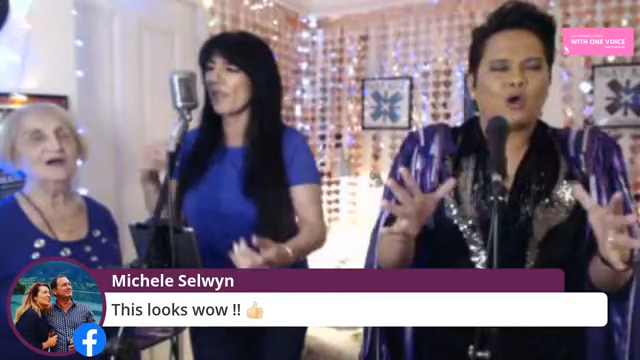 WITH ONE VOICE
Michele Selwyn
This looks wow !! 👍🏻